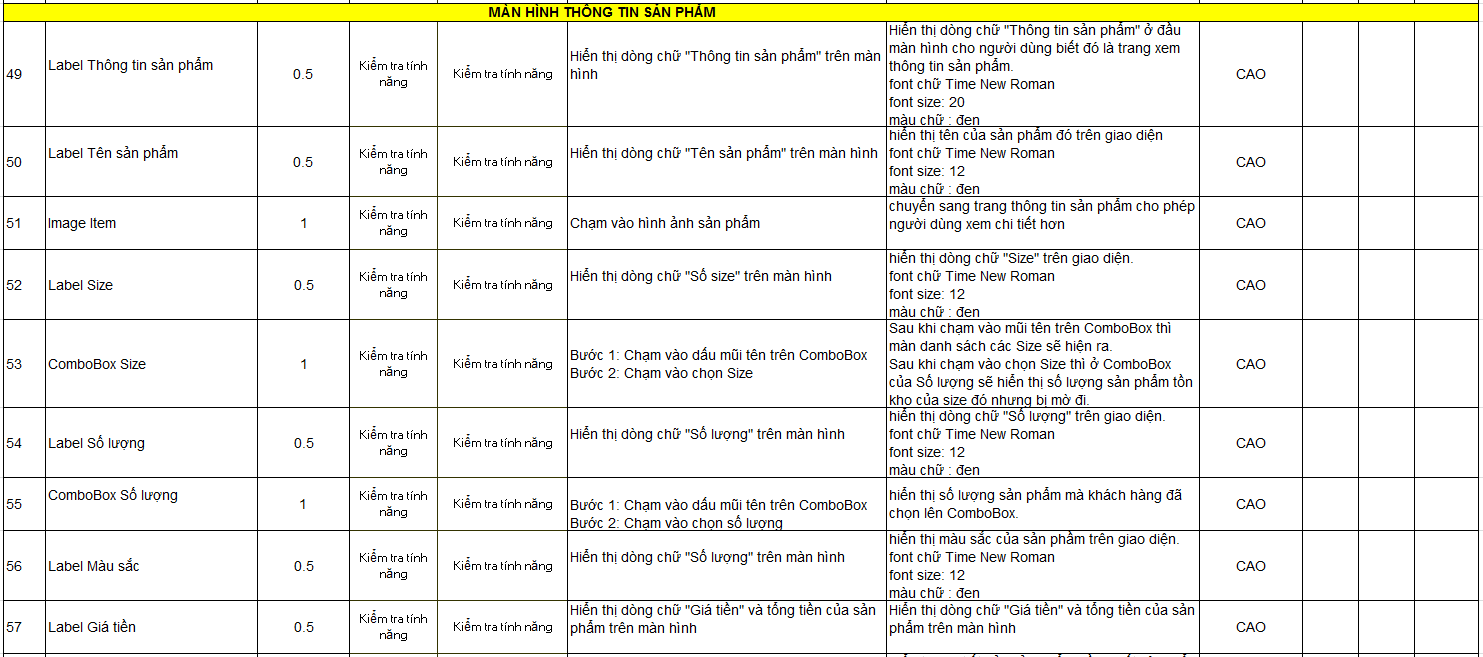 MÀN HÌNH THÔNG TIN SẢN PHẨM
49
Label Thông tin sản phẩm
0.5
Kiểm tra tính
năng
Kiểm tra tính năng
Hiển thị dòng chữ "Thông tin sản phẩm" trên màn
hình
Hiển thị dòng chữ "Thông tin sản phẩm" ở đầu
màn hình cho người dùng biết đó là trang xem
thông tin sản phẩm.
font chữ Time New Roman
font size: 20
màu chữ : đen
CAO
50
Label Tên sản phẩm
0.5
Kiểm tra tính
năng
Kiểm tra tính năng
Hiển thị dòng chữ "Tên sản phẩm" trên màn hình
hiển thị tên của sản phẩm đó trên giao diện
font chữ Time New Roman
font size: 12
màu chữ : đen
CAO
51
Image Item
1
Kiểm tra tính
năng
Kiểm tra tính năng
Chạm vào hình ảnh sản phẩm
chuyển sang trang thông tin sản phẩm cho phép
người dùng xem chi tiết hơn
CAO
52
Label Size
0.5
Kiểm tra tính
năng
Kiểm tra tính năng
Hiển thị dòng chữ "Số size" trên màn hình
hiển thị dòng chữ "Size" trên giao diện.
font chữ Time New Roman
font size: 12
màu chữ : đen
CAO
53
ComboBox Size
1
Kiểm tra tính
năng
Kiểm tra tính năng
Bước 1: Chạm vào dấu mũi tên trên ComboBox
Bước 2: Chạm vào chọn Size
Sau khi chạm vào mũi tên trên ComboBox thì
màn danh sách các Size sẽ hiện ra.
Sau khi chạm vào chọn Size thì ở ComboBox
của Số lượng sẽ hiển thị số lượng sản phẩm tồn
kho của size đó nhưng bị mờ đi.
CAO
54
Label Số lượng
0.5
Kiểm tra tính
năng
Kiểm tra tính năng
Hiển thị dòng chữ "Số lượng" trên màn hình
hiển thị dòng chữ "Số lượng" trên giao diện.
font chữ Time New Roman
font size: 12
màu chữ : đen
CAO
55
ComboBox Số lượng
1
Kiểm tra tính
năng
Kiểm tra tính năng
Bước 1: Chạm vào dấu mũi tên trên ComboBox
Bước 2: Chạm vào chọn số lượng
hiển thị số lượng sản phẩm mà khách hàng đã
chọn lên ComboBox.
CAO
56
Label Màu sắc
0.5
Kiểm tra tính
năng
Kiểm tra tính năng
Hiển thị dòng chữ "Số lượng" trên màn hình
hiển thị màu sắc của sản phầm trên giao diện.
font chữ Time New Roman
font size: 12
màu chữ : đen
CAO
57
Label Giá tiền
0.5
Kiểm tra tính
năng
Kiểm tra tính năng
Hiển thị dòng chữ "Giá tiền" và tổng tiền của sản
phẩm trên màn hình
Hiển thị dòng chữ "Giá tiền" và tổng tiền của sản
phẩm trên màn hình
CAO